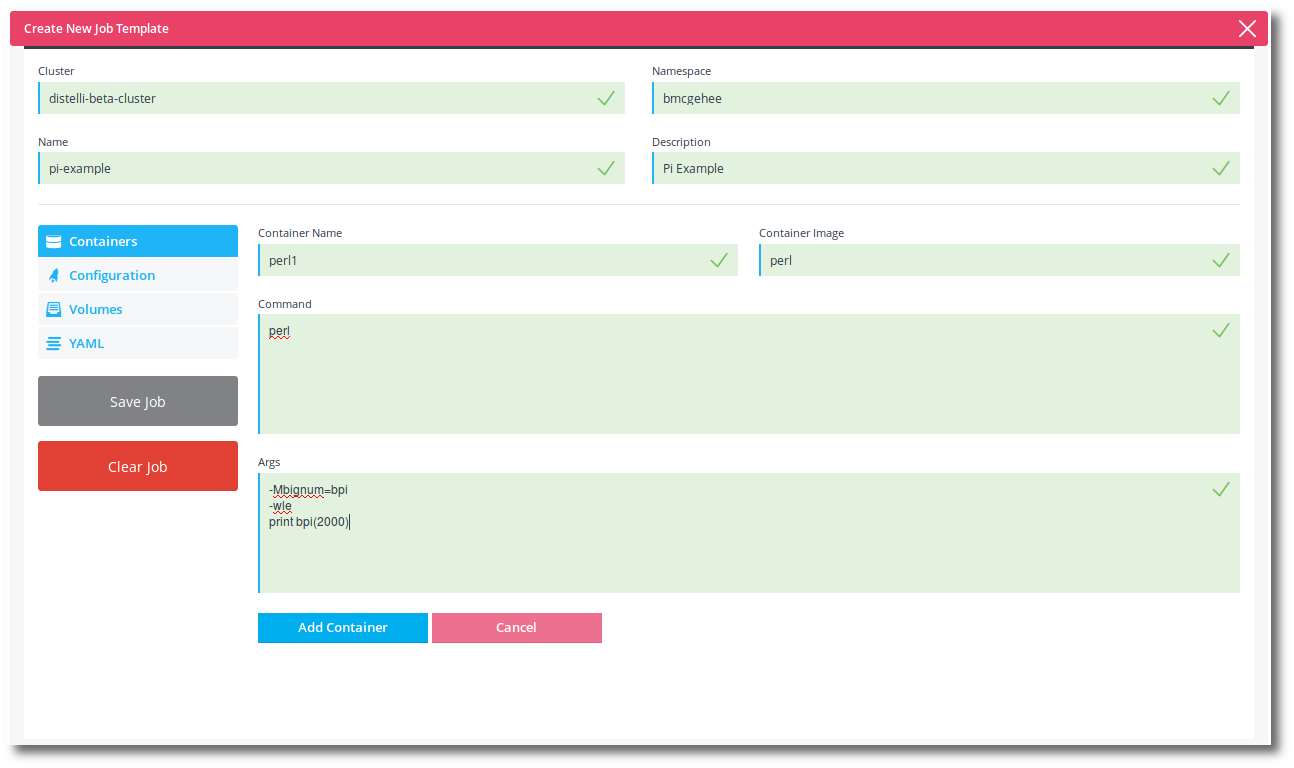 Create New Job Template
Cluster
Namespace
distelli-beta-cluster
bmcgehee
Name
Description
pi-example
Pi Example
Containers
Configuration
Volumes
YAML
Save Job
Clear Job
Container Name
Container Image
perl1
perl
Command
perl
Args
-Mbignum=bpi
-wle
print bpi(2000)
Add Container
Cancel